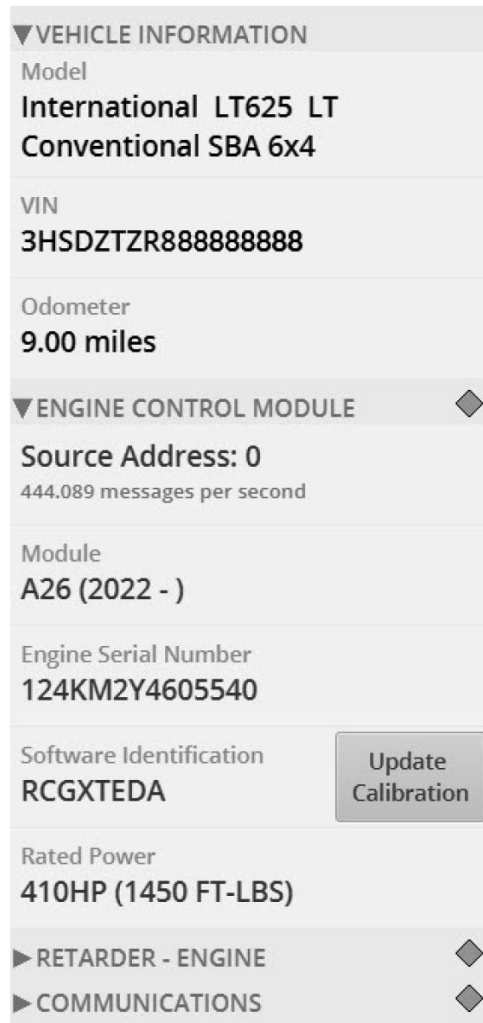 ▼VEHICLE INFORMATION
Model
International LT625 LT
Conventional SBA 6x4
VIN
3HSDZTZR888888888
Odometer
9.00 miles
▼ENGINE CONTROL MODULE
Source Address: 0
444.089 messages per second
Module
A26 (2022 - )
Engine Serial Number
124KM2Y4605540
Software Identification
RCGXTEDA
Update
Calibration
Rated Power
410HP (1450 FT-LBS)
▶RETARDER - ENGINE
▶COMMUNICATIONS